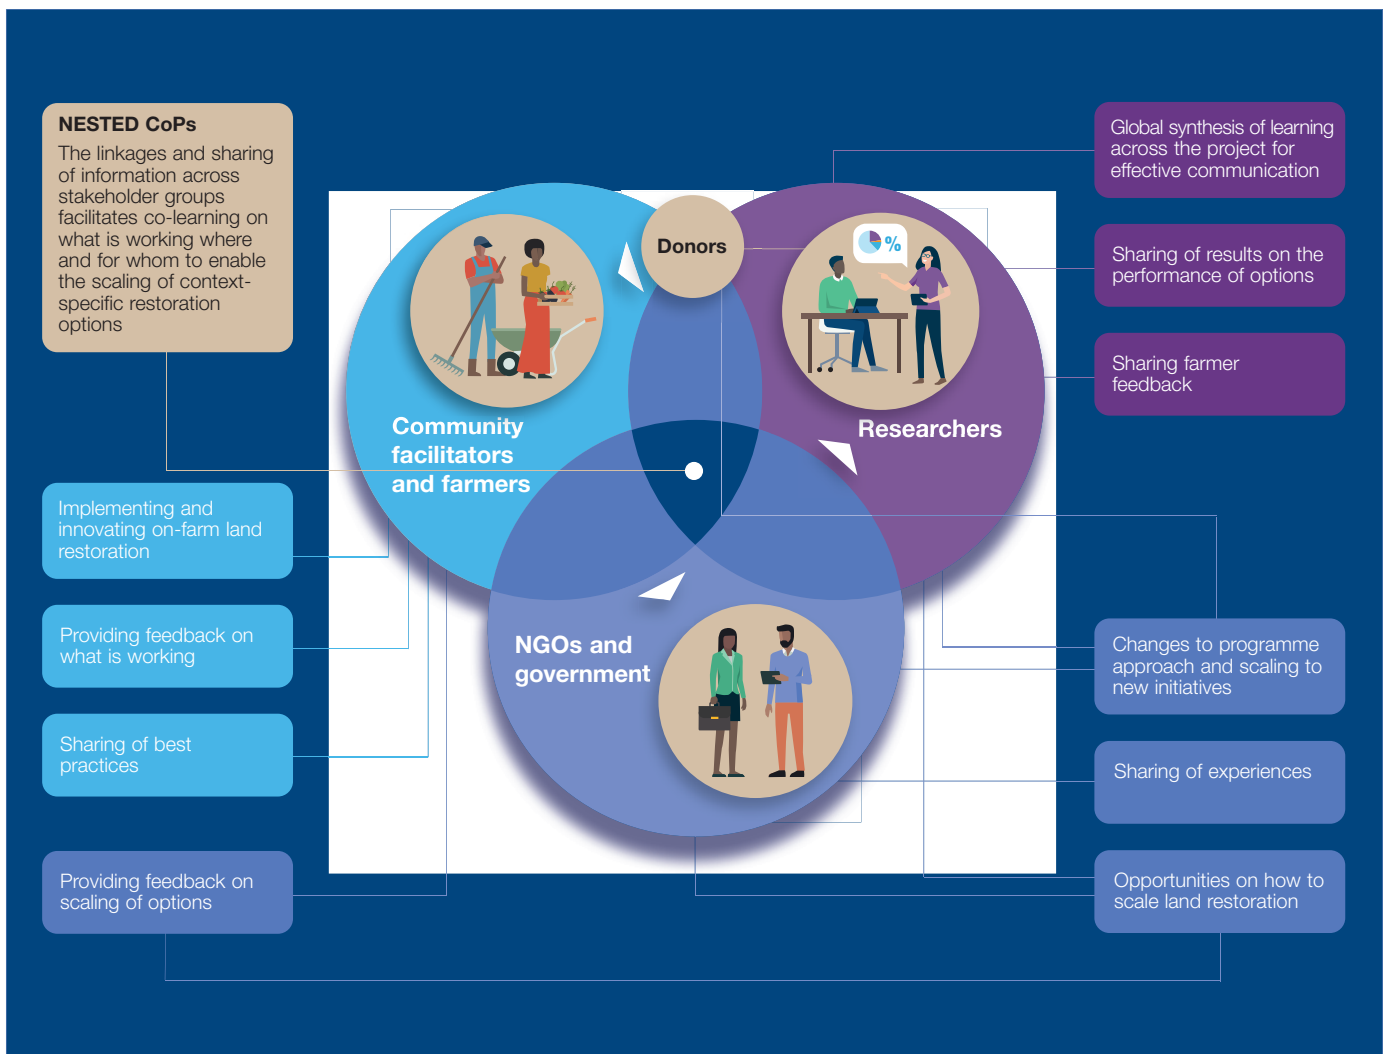 NESTED CoPs
The linkages and sharing
of information across
stakeholder groups
facilitates co-learning on
what is working where
and for whom to enable
the scaling of context-
specific restoration
options
Implementing and
innovating on-farm land
restoration
Providing feedback on
what is working
Sharing of best
practices
Providing feedback on
scaling of options
Donors
%
Community
facilitators
and farmers
Researchers
NGOs and
government
Global synthesis of learning
across the project for
effective communication
Sharing of results on the
performance of options
Sharing farmer
feedback
Changes to programme
approach and scaling to
new initiatives
Sharing of experiences
Opportunities on how to
scale land restoration